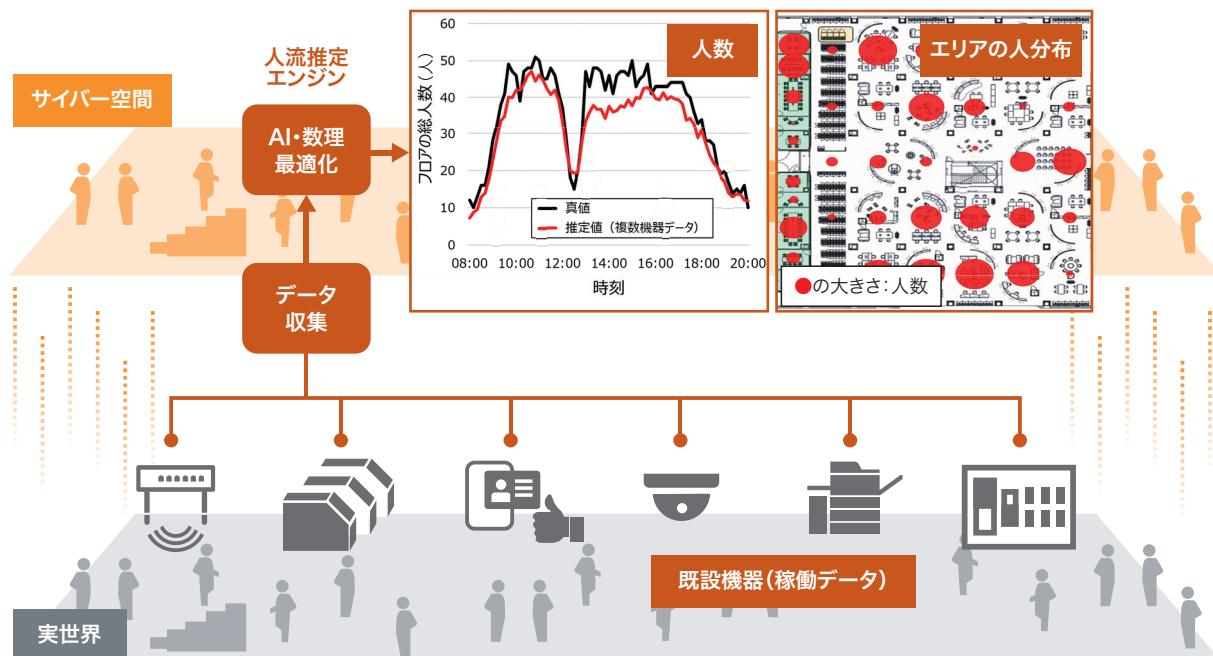 サイバー空間
人流推定
エンジン
AI・数理
最適化
データ
収集
人数
フロアの総人数(人)
60
50
40
30
20
10
0
真値
推定値(複数機器データ)
08:00 10:00 12:00 14:00 16:00 18:00 20:00
時刻
エリアの人分布
●の大きさ:人数
既設機器(稼働データ)
実世界